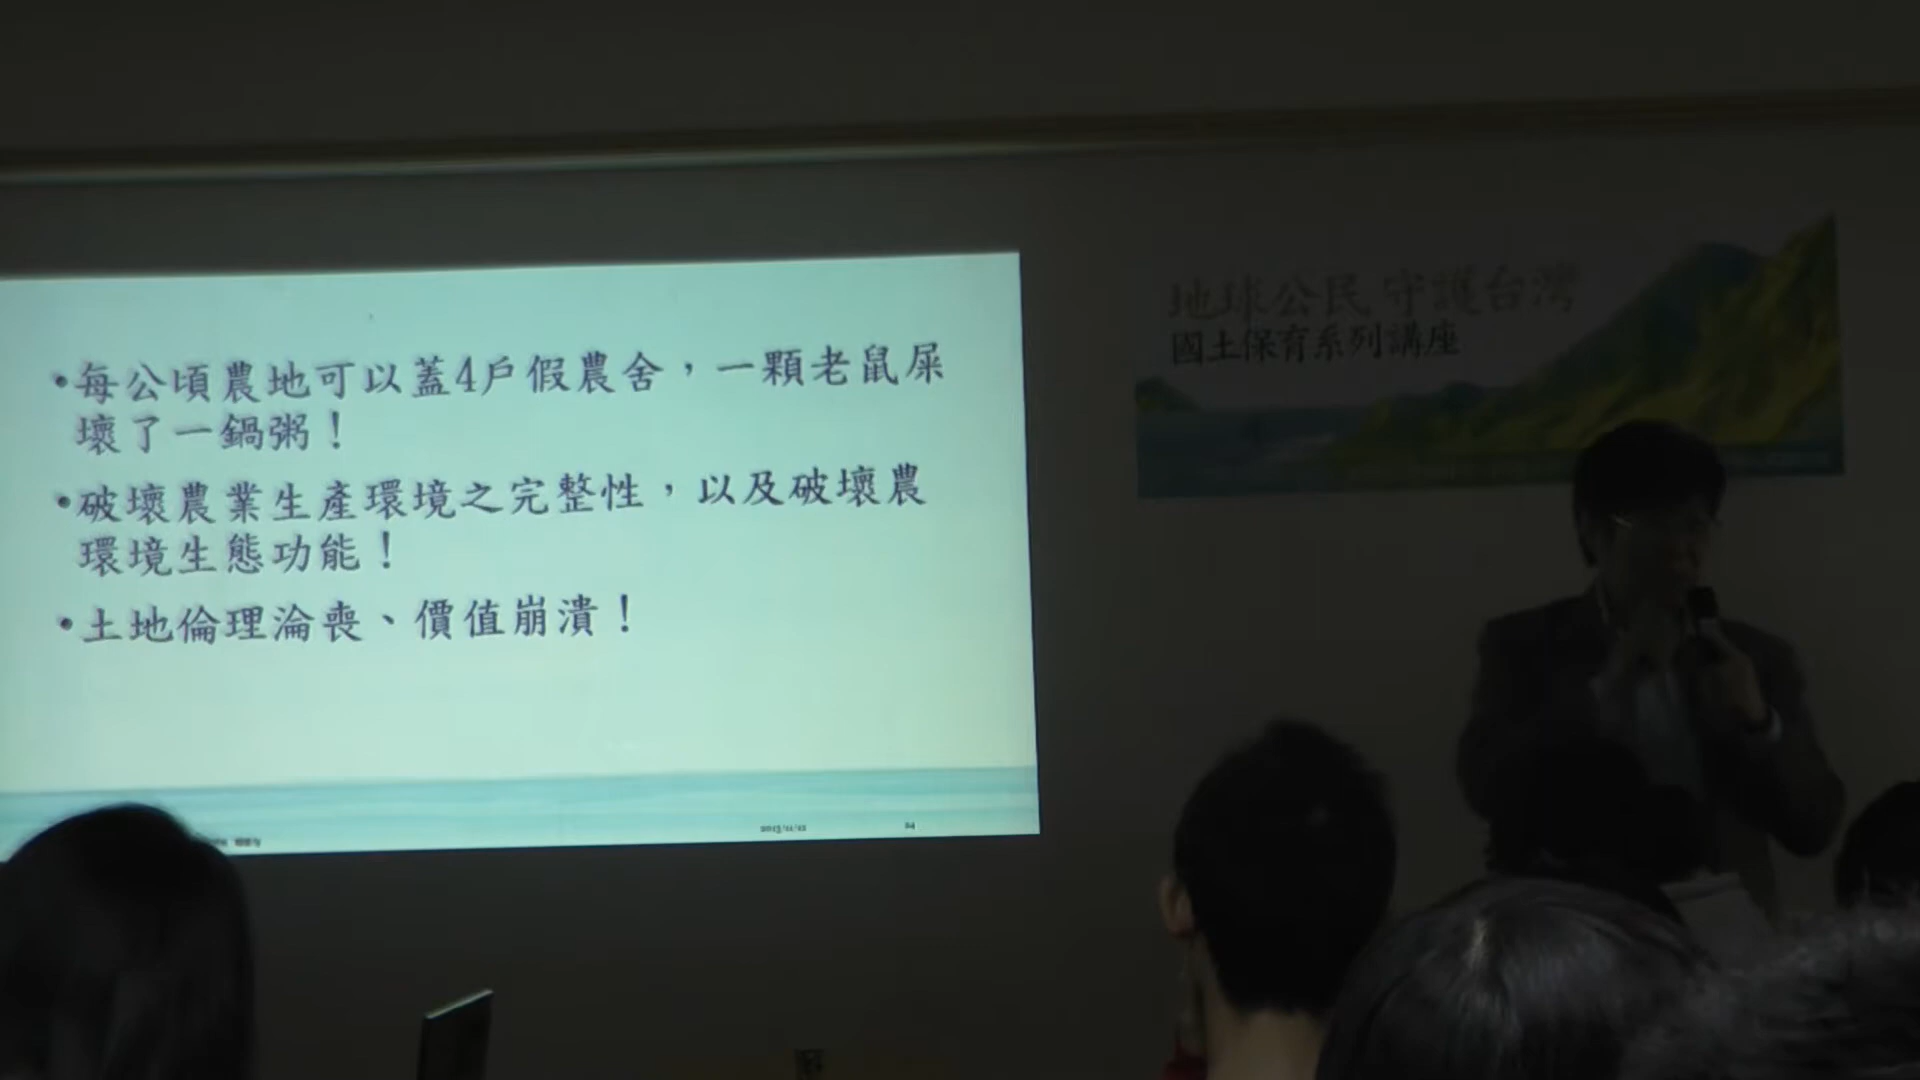 •每公頃農地可以蓋4戶假農舍，一顆老鼠屎
壞了一鍋粥！
•破壞農業生產環境之完整性，以及破壞農
環境生態功能！
•土地倫理淪喪、價值崩潰！
地球公民 守護台灣
國土保育系列講座